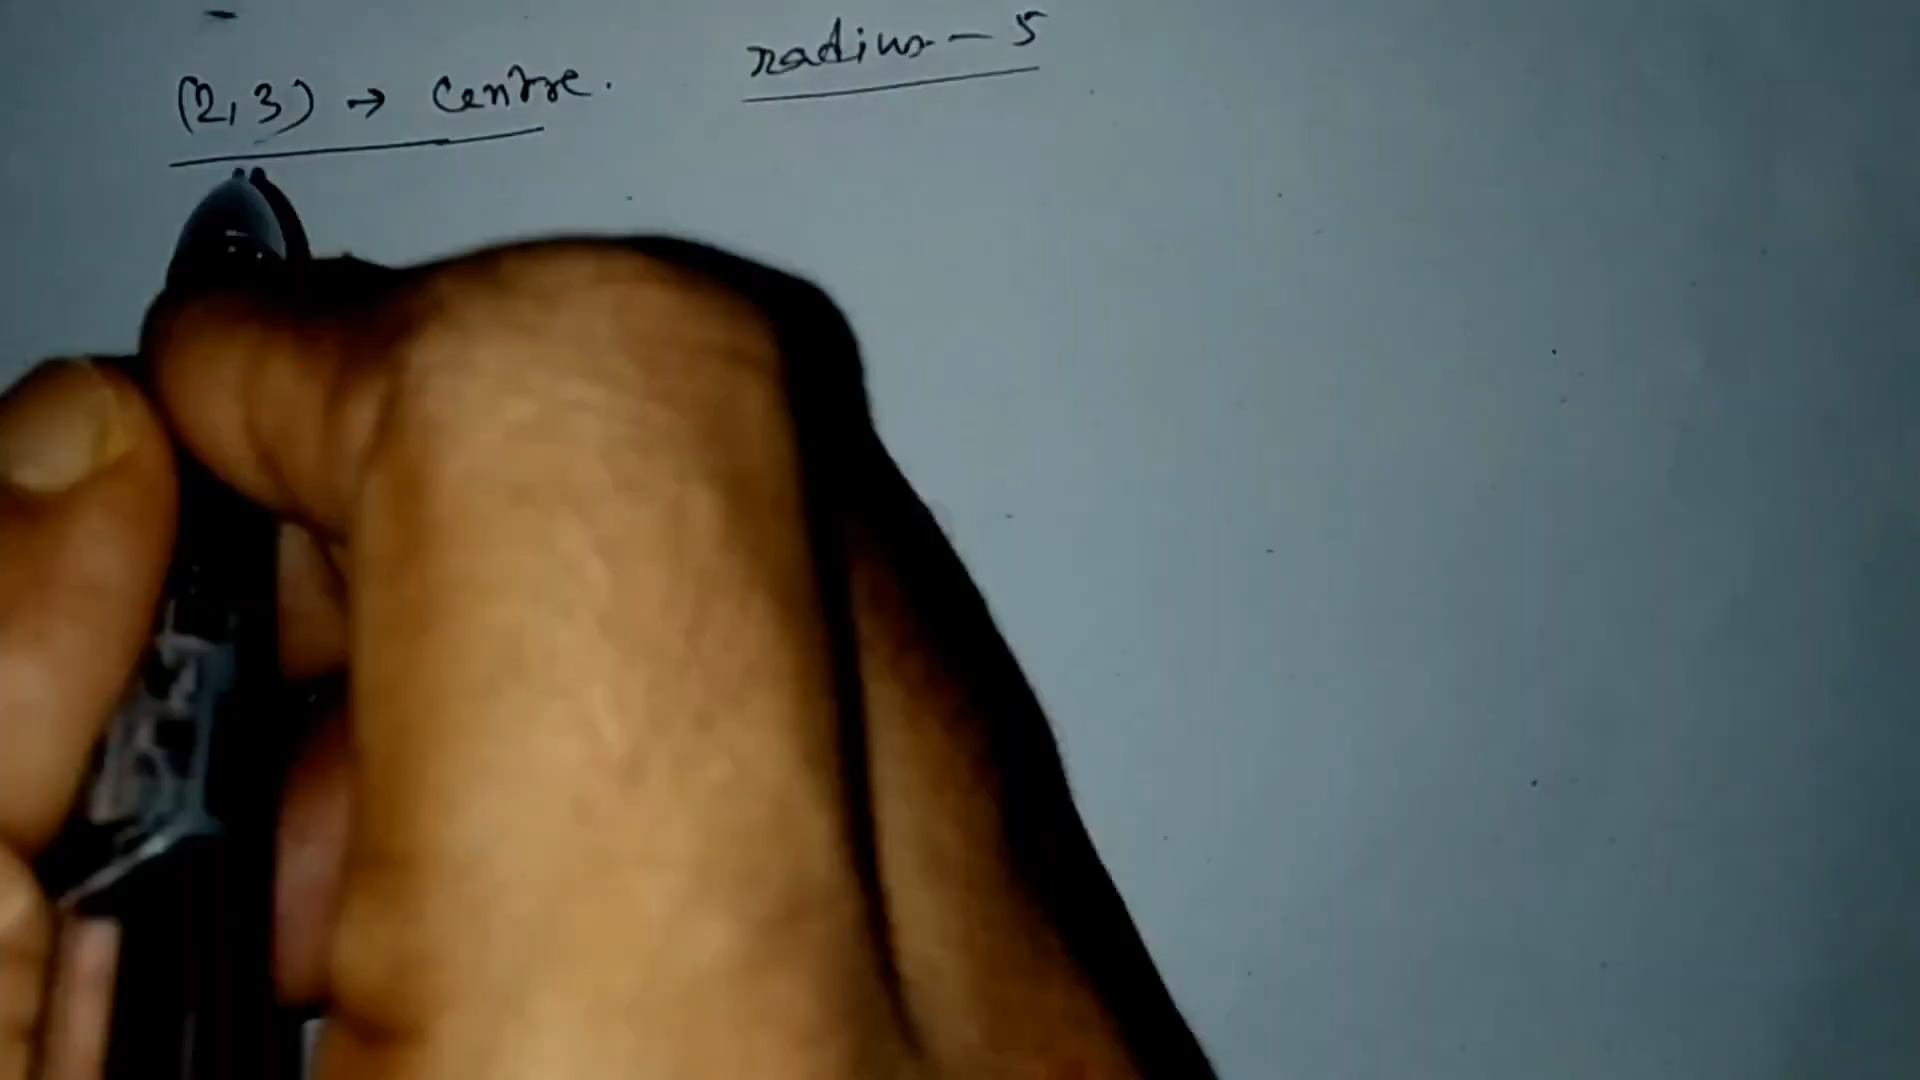 (2,3) → Centre.
radius - 5